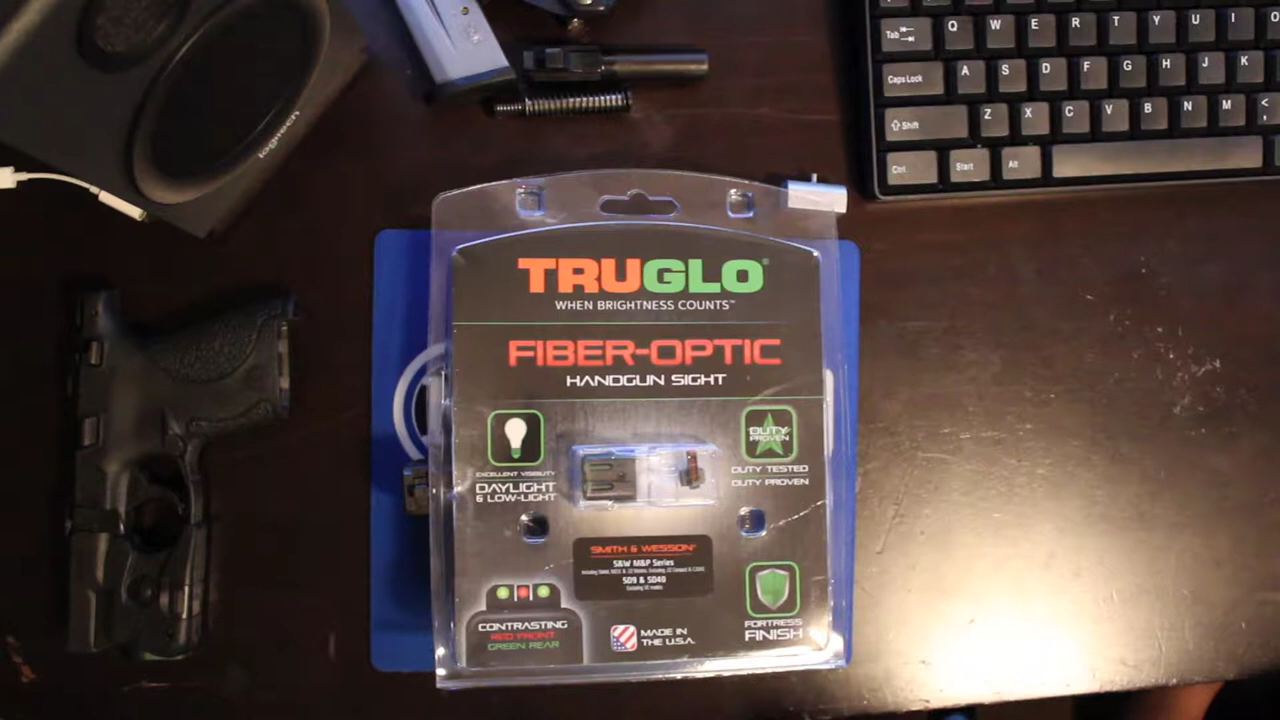 logitech
Tab
Q W E R T Y U I O
Caps Lock
A S D F G H J K
Shift
Z X C V B N M < ,
Ctrl
Start
Alt
TRUGLO®
WHEN BRIGHTNESS COUNTS™
FIBER-OPTIC
HANDGUN SIGHT
EXCELLENT VISIBILITY
DAYLIGHT
& LOW-LIGHT
DUTY
PROVEN
DUTY TESTED
DUTY PROVEN
SMITH & WESSON®
S&W M&P Series
SD9 & SD40
CONTRASTING
RED FRONT
GREEN REAR
MADE IN
THE U.S.A.
FORTRESS
FINISH